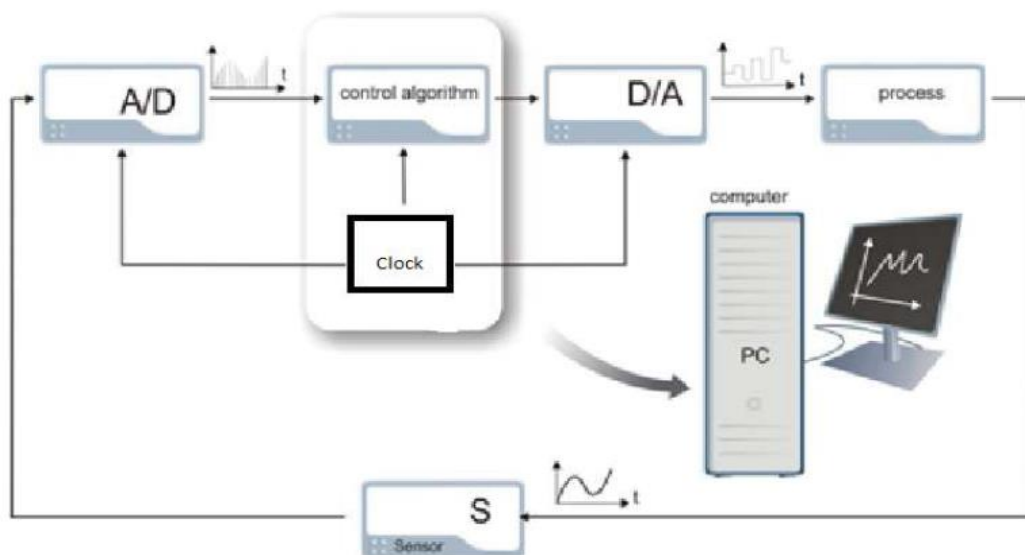 A/D
t
control algorithm
D/A
t
process
Clock
computer
PC
S
Sensor
t